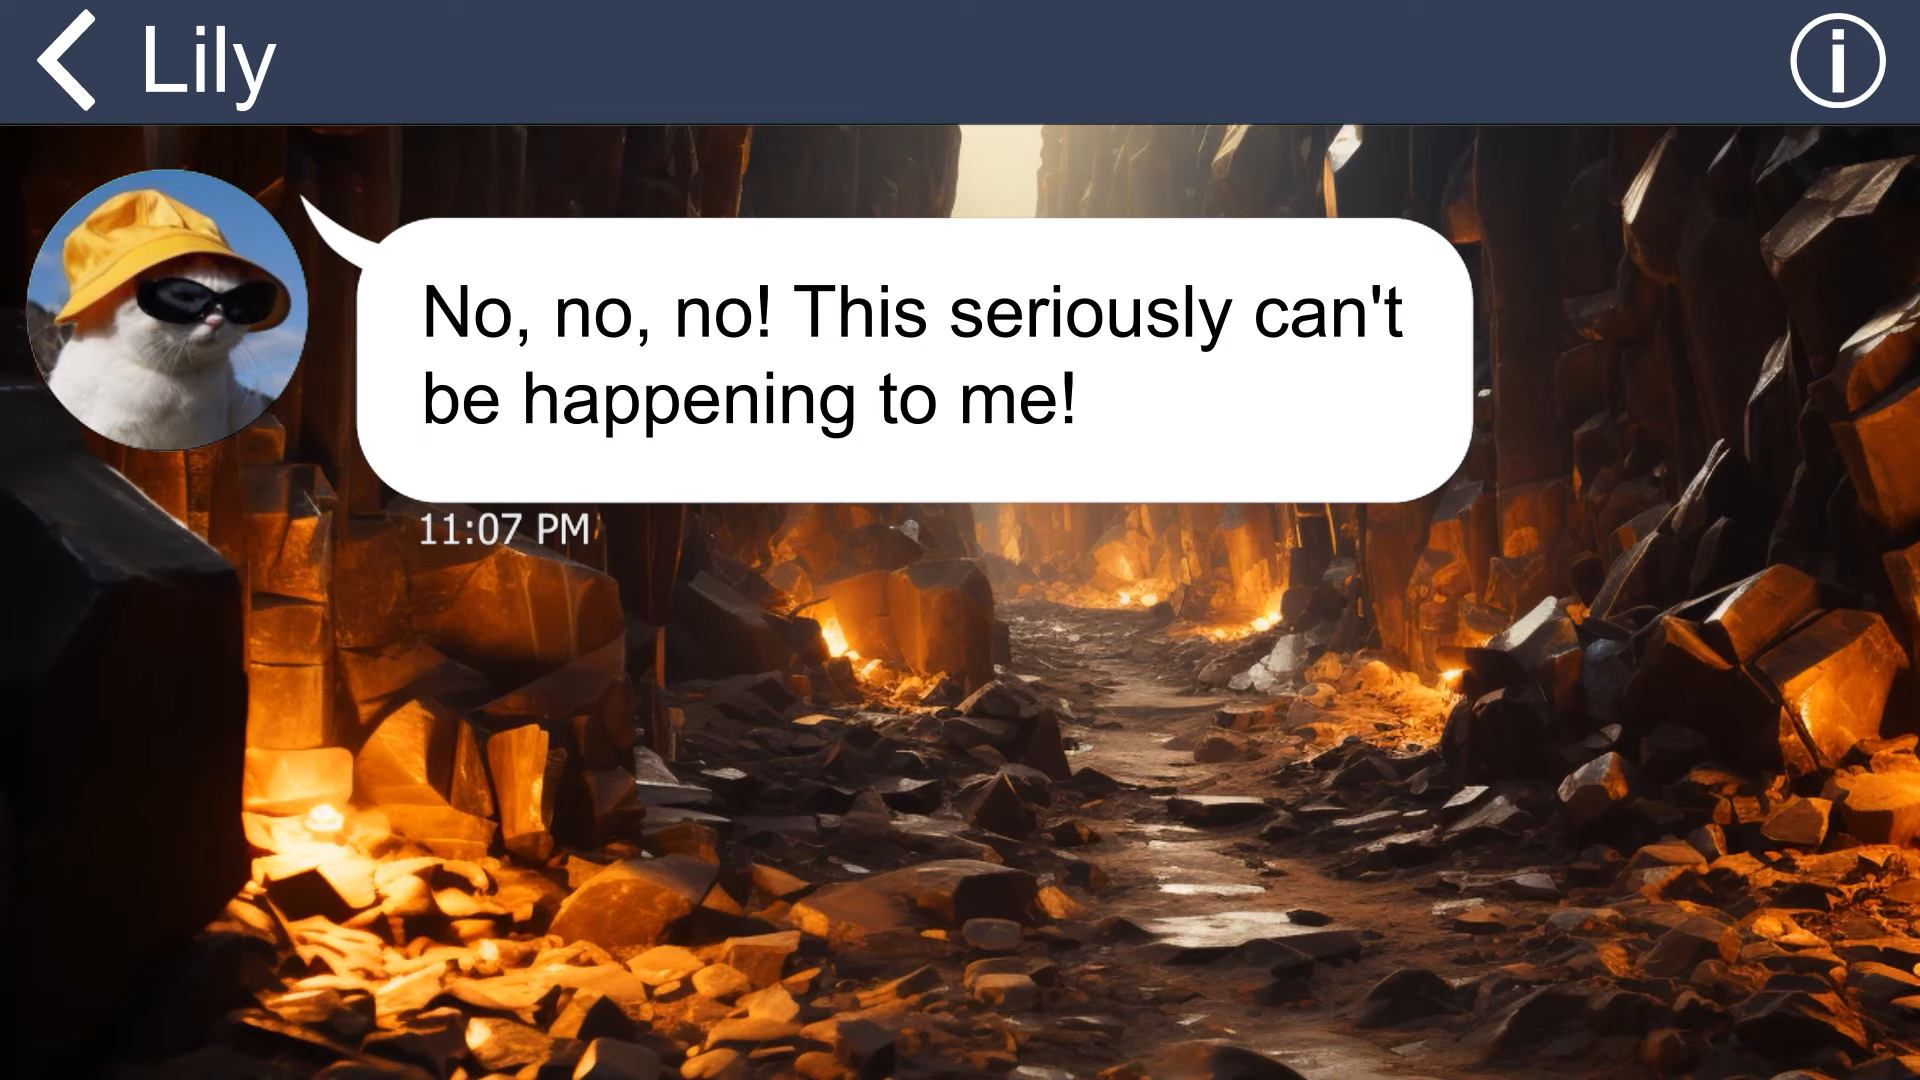 Lily
No, no, no! This seriously can't
be happening to me!
11:07 PM